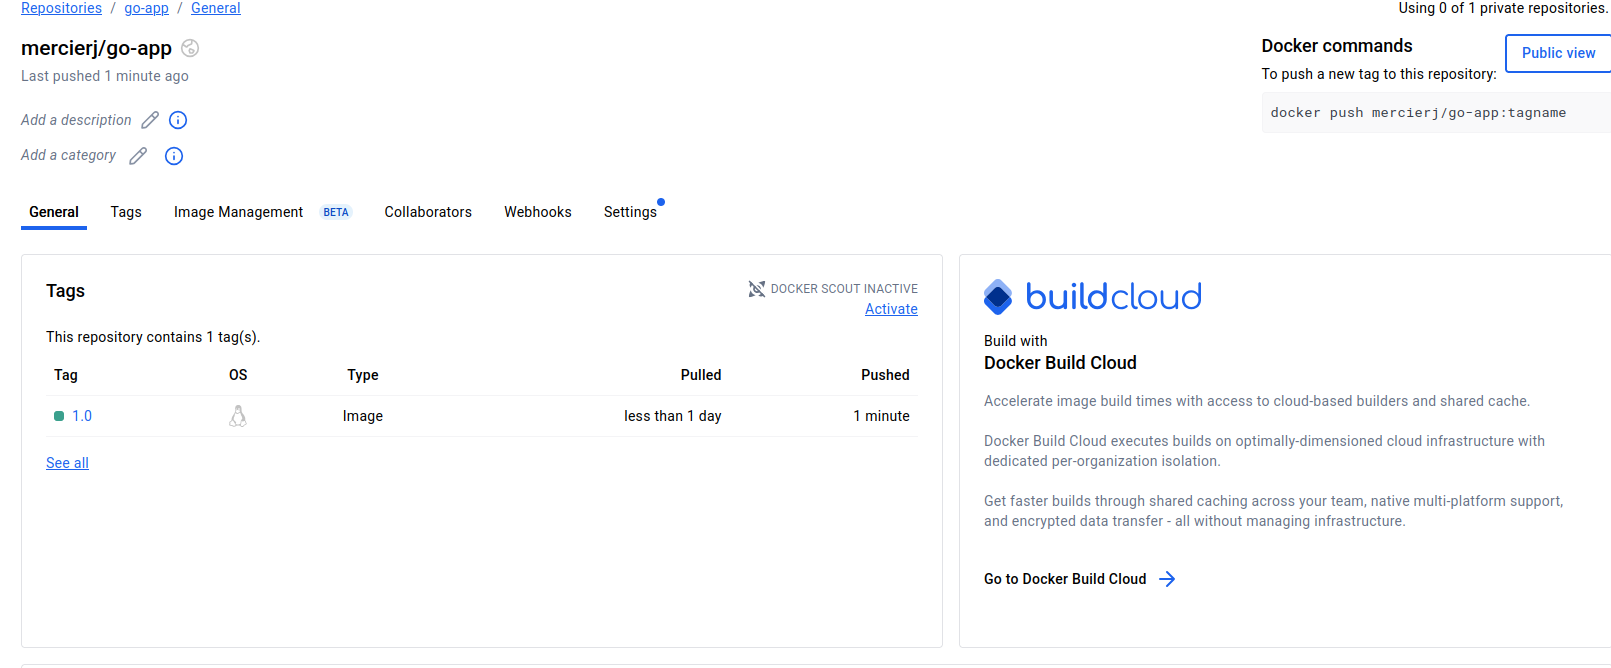 Repositories / go-app / General
Using 0 of 1 private repositories.
mercierj/go-app
Last pushed 1 minute ago
Add a description
Add a category
Docker commands
Public view
To push a new tag to this repository:
docker push mercierj/go-app:tagname
General Tags Image Management BETA Collaborators Webhooks Settings
Tags
DOCKER SCOUT INACTIVE
Activate
This repository contains 1 tag(s).
Tag OS Type Pulled Pushed
1.0 Image less than 1 day 1 minute
See all
buildcloud
Build with
Docker Build Cloud
Accelerate image build times with access to cloud-based builders and shared cache.
Docker Build Cloud executes builds on optimally-dimensioned cloud infrastructure with
dedicated per-organization isolation.
Get faster builds through shared caching across your team, native multi-platform support,
and encrypted data transfer - all without managing infrastructure.
Go to Docker Build Cloud